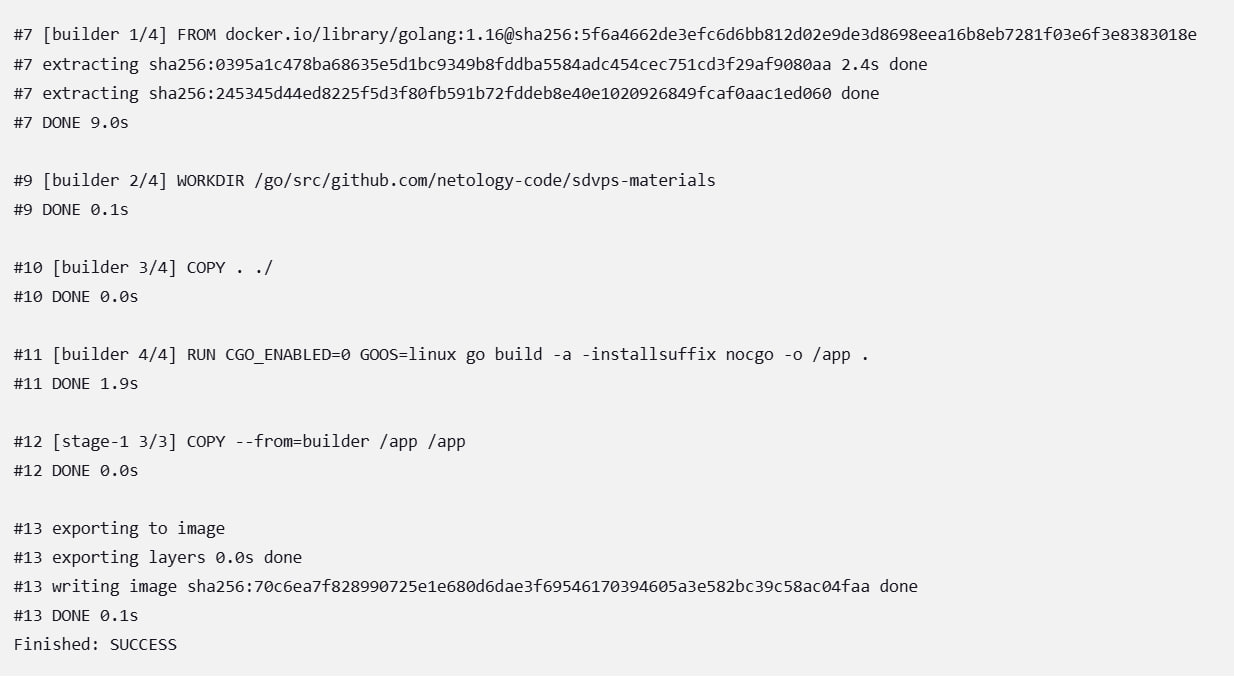 #7 [builder 1/4] FROM docker.io/library/golang:1.16@sha256:5f6a4662de3efc6d6bb812d02e9de3d8698eea16b8eb7281f03e6f3e8383018e
#7 extracting sha256:0395a1c478ba68635e5d1bc9349b8fddba5584adc454cec751cd3f29af9080aa 2.4s done
#7 extracting sha256:245345d44ed8225f5d3f80fb591b72fddeb8e40e1020926849fcaf0aac1ed060 done
#7 DONE 9.0s

#9 [builder 2/4] WORKDIR /go/src/github.com/netology-code/sdvps-materials
#9 DONE 0.1s

#10 [builder 3/4] COPY . ./
#10 DONE 0.0s

#11 [builder 4/4] RUN CGO_ENABLED=0 GOOS=linux go build -a -installsuffix nocgo -o /app .
#11 DONE 1.9s

#12 [stage-1 3/3] COPY --from=builder /app /app
#12 DONE 0.0s

#13 exporting to image
#13 exporting layers 0.0s done
#13 writing image sha256:70c6ea7f828990725e1e680d6dae3f69546170394605a3e582bc39c58ac04faa done
#13 DONE 0.1s
Finished: SUCCESS